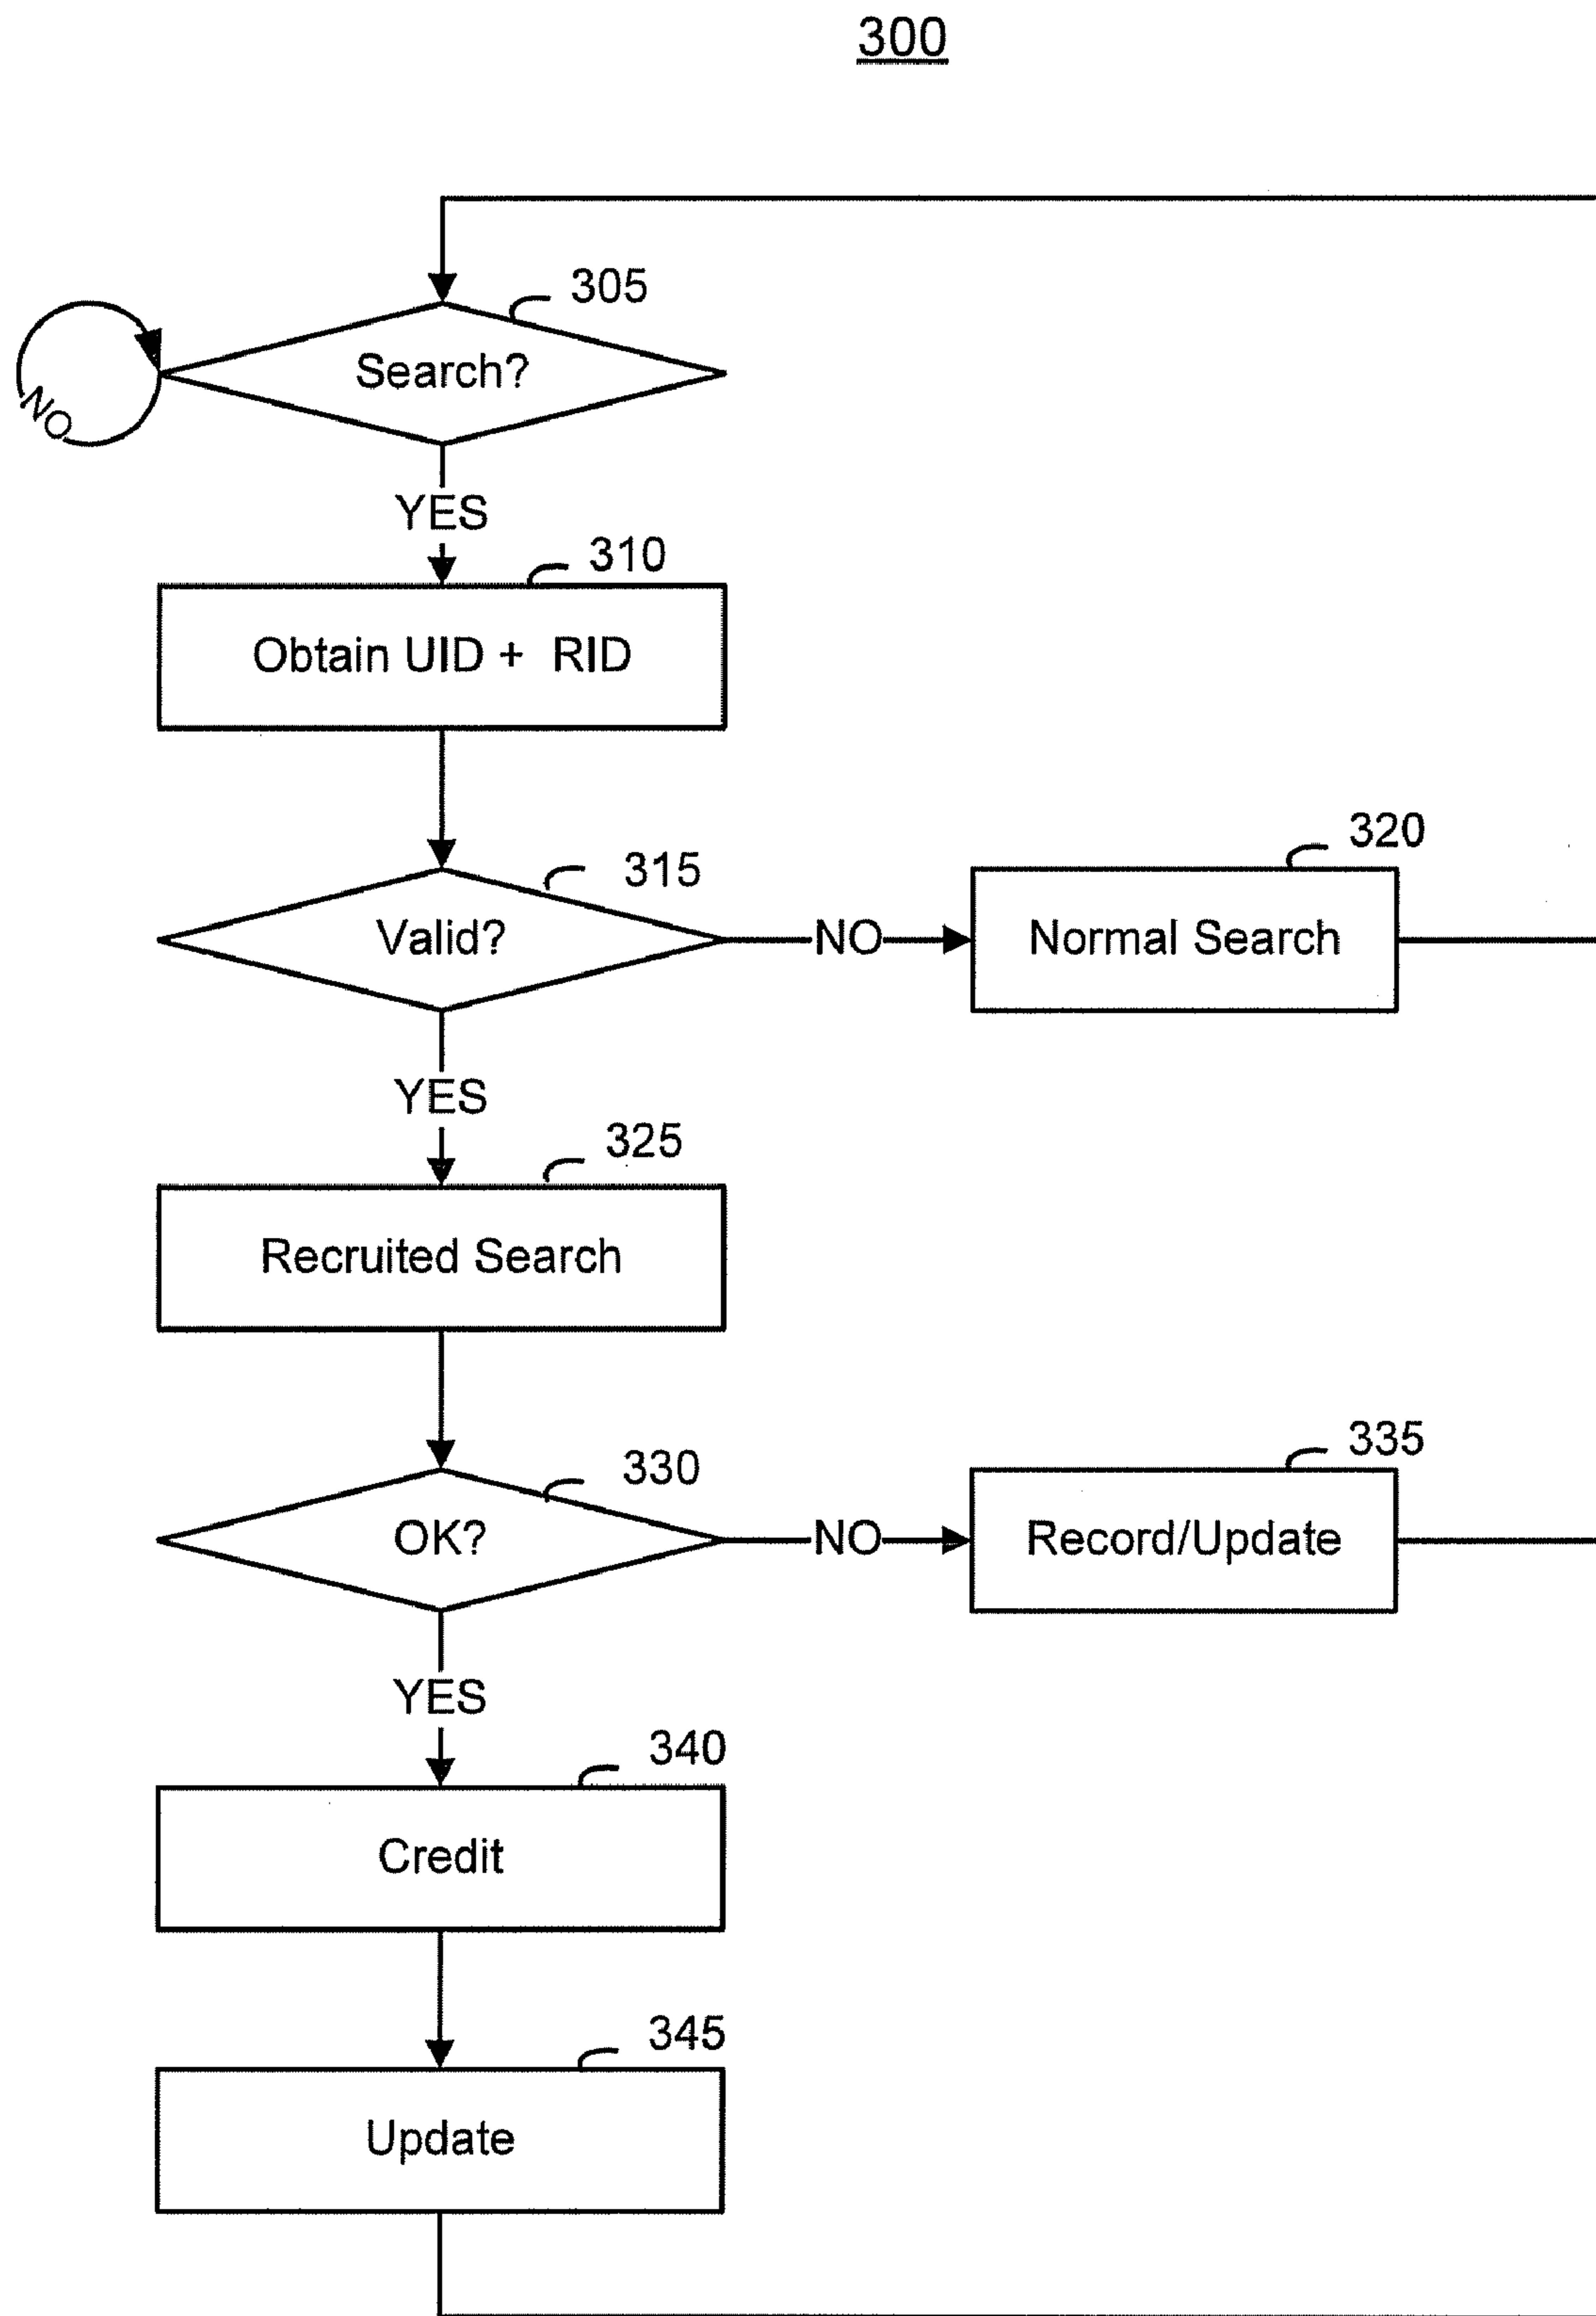 300
305
Search?
NO
YES
310
Obtain UID + RID
315
320
Valid?
NO
Normal Search
YES
325
Recruited Search
330
335
OK?
NO
Record/Update
YES
340
Credit
345
Update